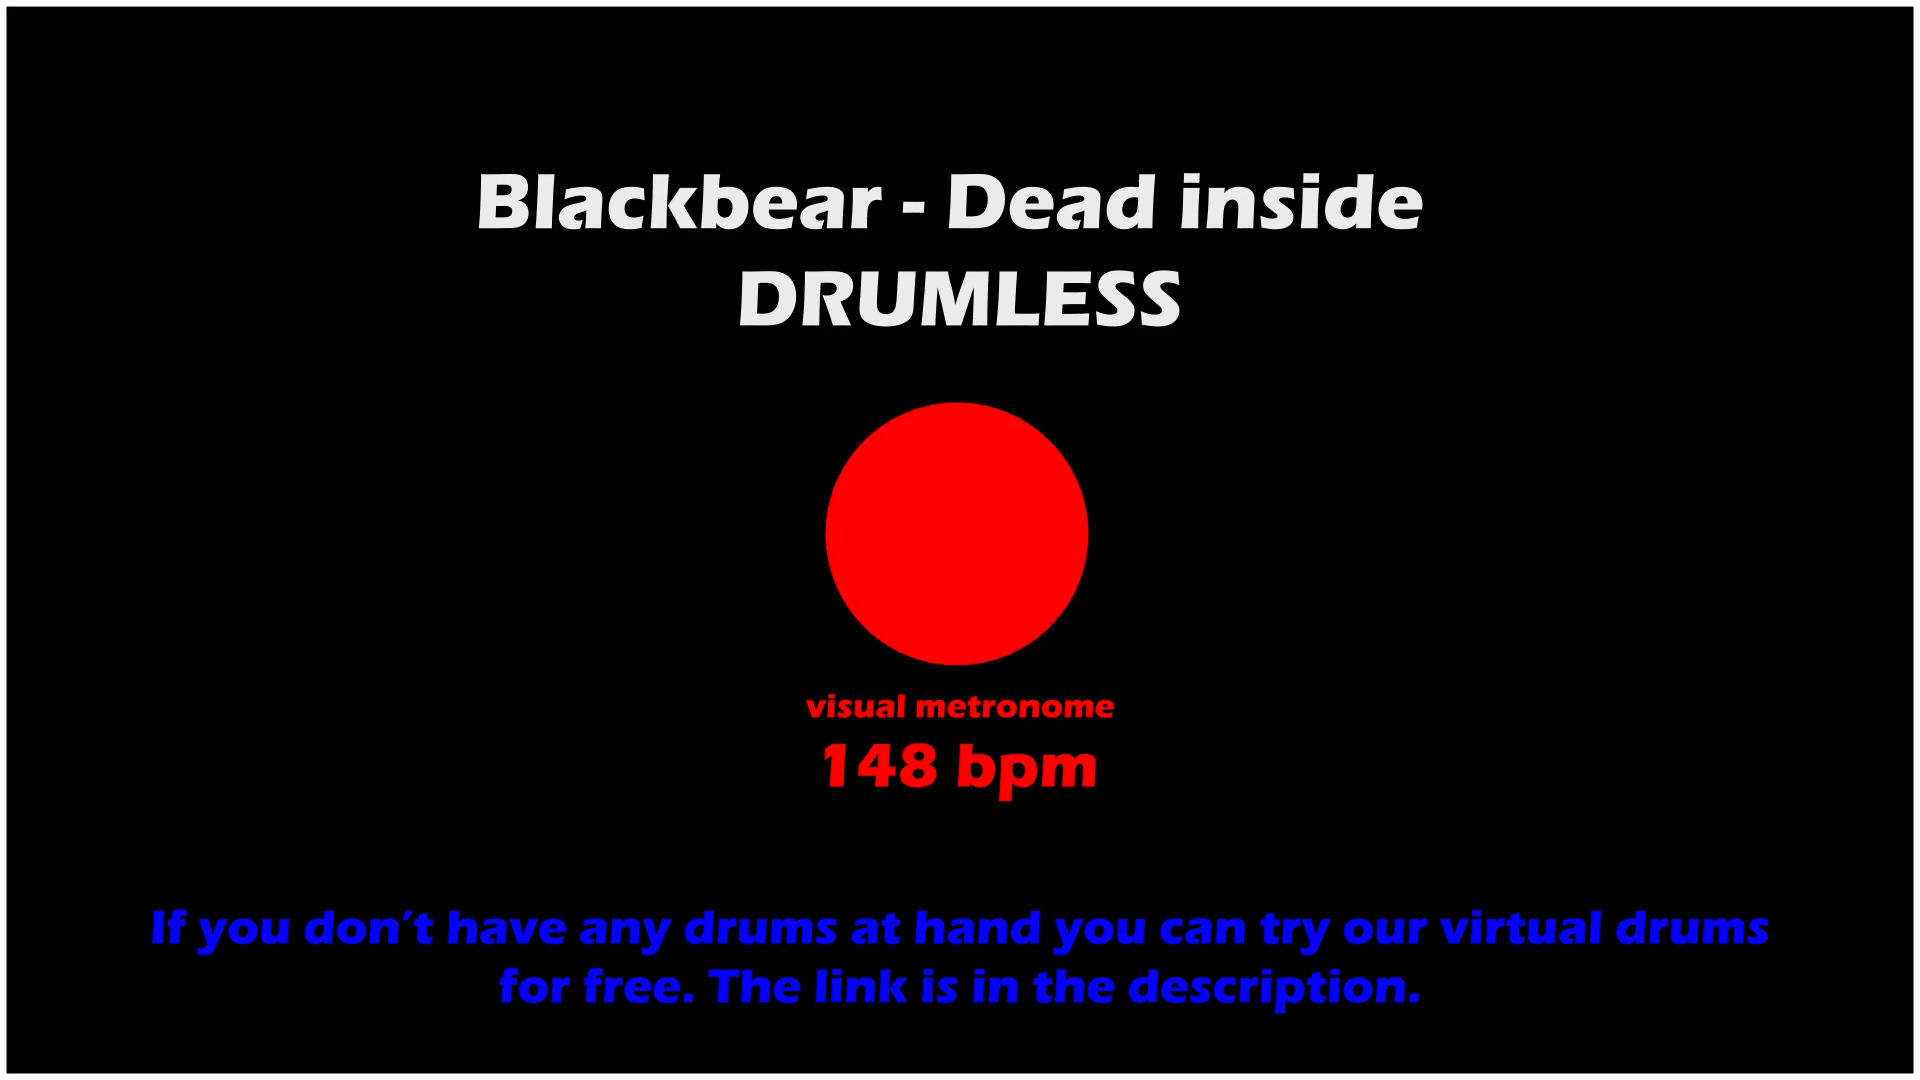 Blackbear - Dead inside
DRUMLESS
visual metronome
148 bpm
If you don’t have any drums at hand you can try our virtual drums
for free. The link is in the description.